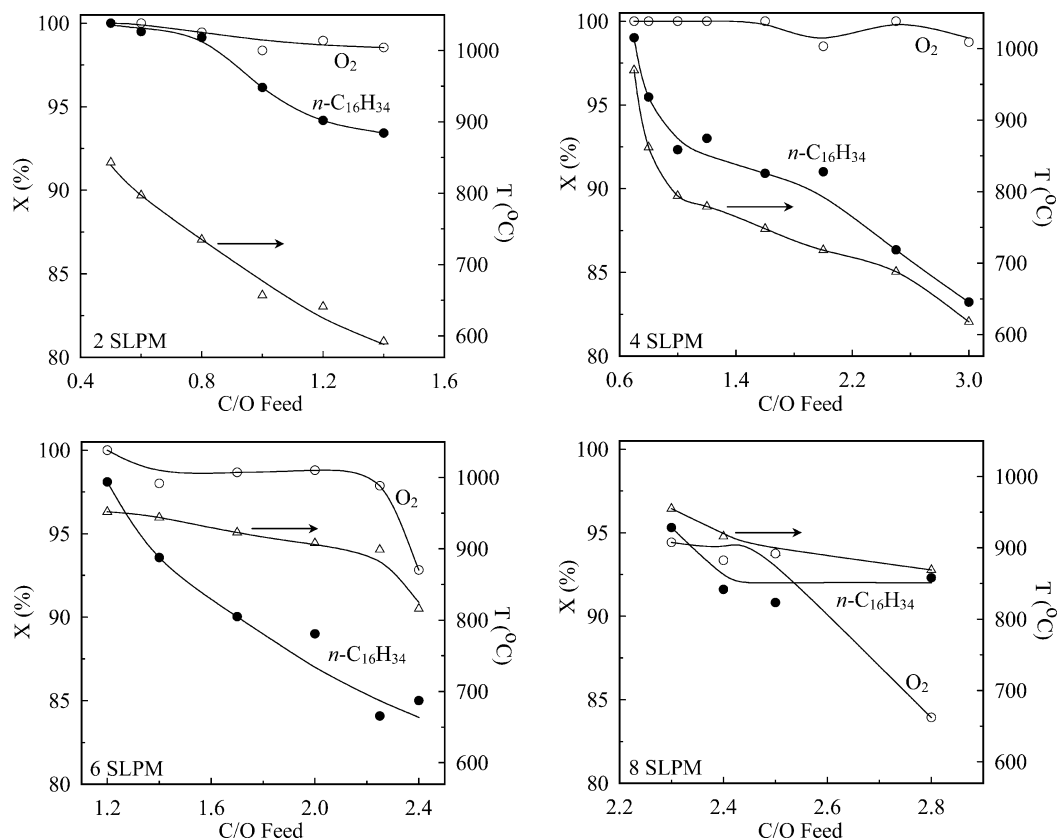 100
95
90
85
80
X (%)
1000
900
800
700
600
T (°C)
O₂
n-C₁₆H₃₄
2 SLPM
0.4 0.8 1.2 1.6
C/O Feed
100
95
90
85
80
X (%)
1000
900
800
700
600
T (°C)
O₂
n-C₁₆H₃₄
4 SLPM
0.6 1.4 2.2 3.0
C/O Feed
100
95
90
85
80
X (%)
1000
900
800
700
600
T (°C)
O₂
n-C₁₆H₃₄
6 SLPM
1.2 1.6 2.0 2.4
C/O Feed
100
95
90
85
80
X (%)
1000
900
800
700
600
T (°C)
n-C₁₆H₃₄
O₂
8 SLPM
2.2 2.4 2.6 2.8
C/O Feed